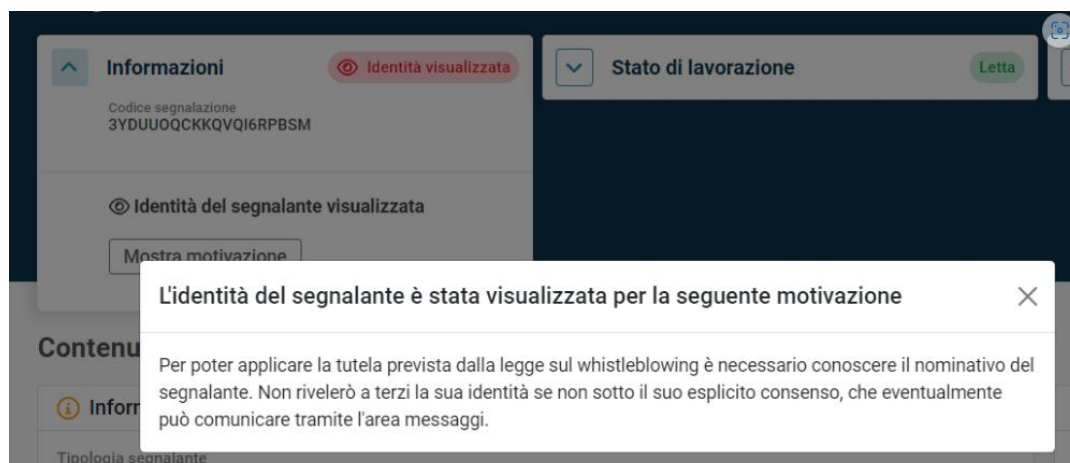 Informazioni
Identità visualizzata
Stato di lavorazione
Letta
Codice segnalazione
3YDUUOQCKKQVQI6RPBSM
Identità del segnalante visualizzata
Mostra motivazione
L'identità del segnalante è stata visualizzata per la seguente motivazione
Per poter applicare la tutela prevista dalla legge sul whistleblowing è necessario conoscere il nominativo del
segnalante. Non rivelerò a terzi la sua identità se non sotto il suo esplicito consenso, che eventualmente
può comunicare tramite l'area messaggi.
Contenu
Inforr
Tipologia segnalante